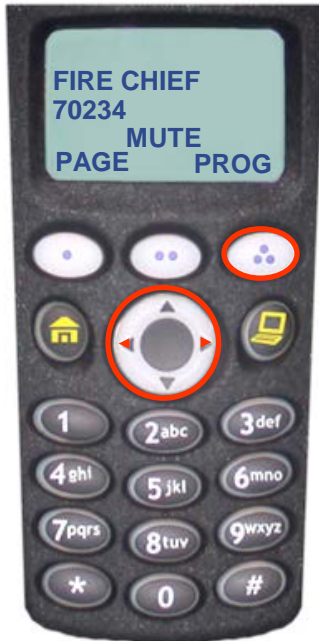 FIRE CHIEF
70234
MUTE
PAGE PROG
1 2abc 3def
4ghi 5jkl 6mno
7pqrs 8tuv 9wxyz
* 0 #